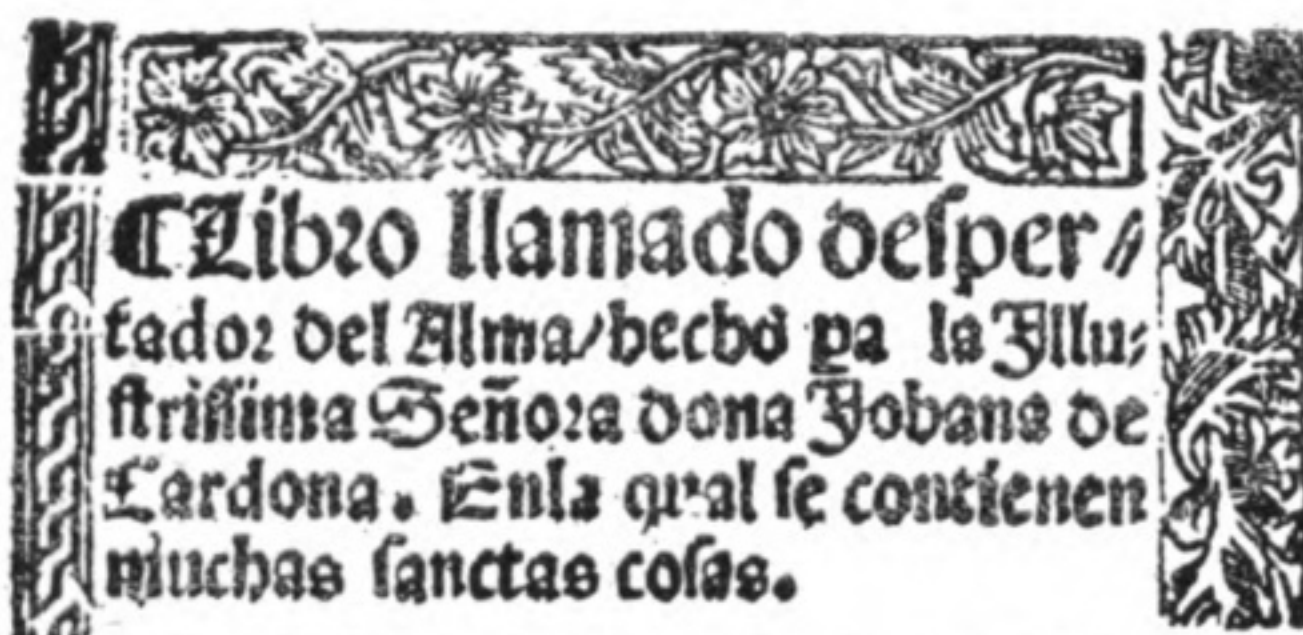 ¶ Libro llamado desper//
tador del Alma/hecho pa la Illu-
strissima Señora dona Johana de
Cardona. Enla qual se contienen
muchas sanctas cosas.